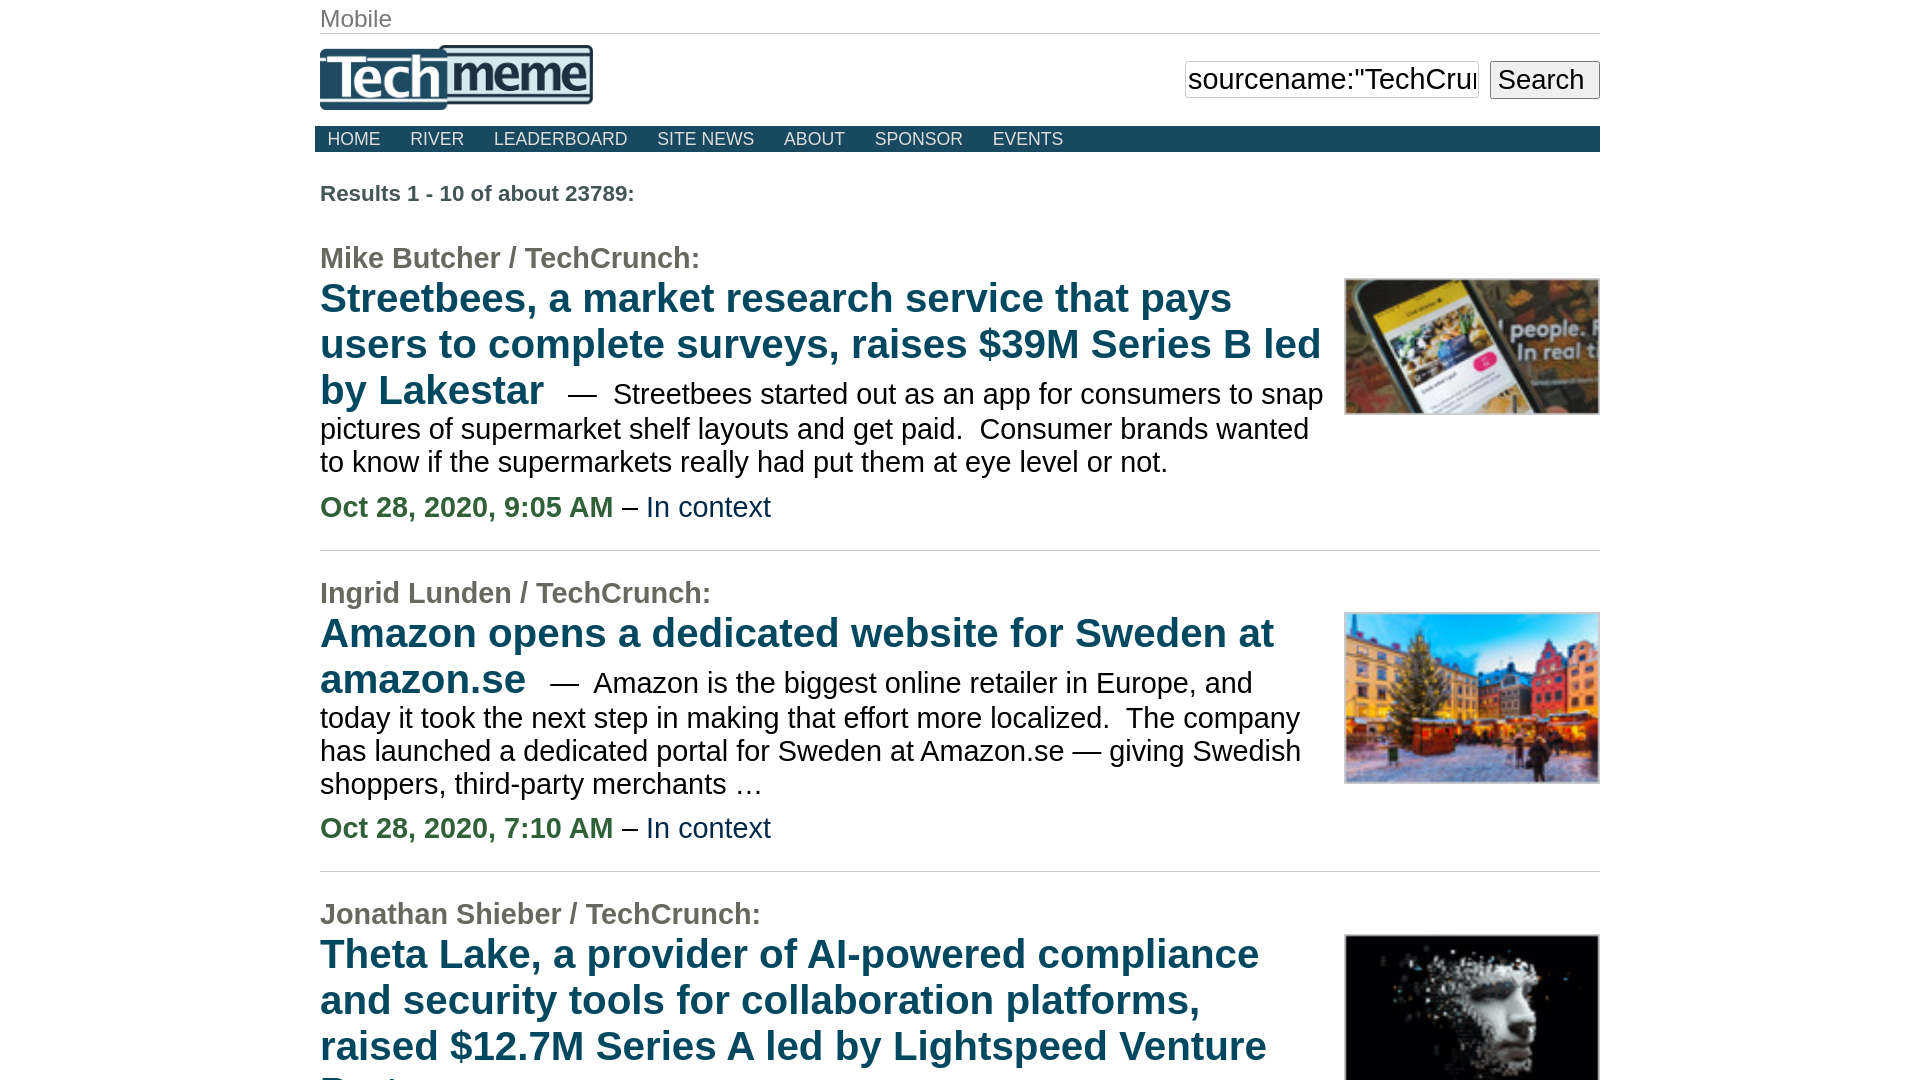 Mobile
Techmeme
sourcename:"TechCru
Search
HOME RIVER LEADERBOARD SITE NEWS ABOUT SPONSOR EVENTS
Results 1 - 10 of about 23789:
Mike Butcher / TechCrunch:
Streetbees, a market research service that pays
users to complete surveys, raises $39M Series B led
by Lakestar — Streetbees started out as an app for consumers to snap
pictures of supermarket shelf layouts and get paid. Consumer brands wanted
to know if the supermarkets really had put them at eye level or not.
people.
In real
Oct 28, 2020, 9:05 AM – In context
Ingrid Lunden / TechCrunch:
Amazon opens a dedicated website for Sweden at
amazon.se — Amazon is the biggest online retailer in Europe, and
today it took the next step in making that effort more localized. The company
has launched a dedicated portal for Sweden at Amazon.se — giving Swedish
shoppers, third-party merchants …
Oct 28, 2020, 7:10 AM – In context
Jonathan Shieber / TechCrunch:
Theta Lake, a provider of AI-powered compliance
and security tools for collaboration platforms,
raised $12.7M Series A led by Lightspeed Venture